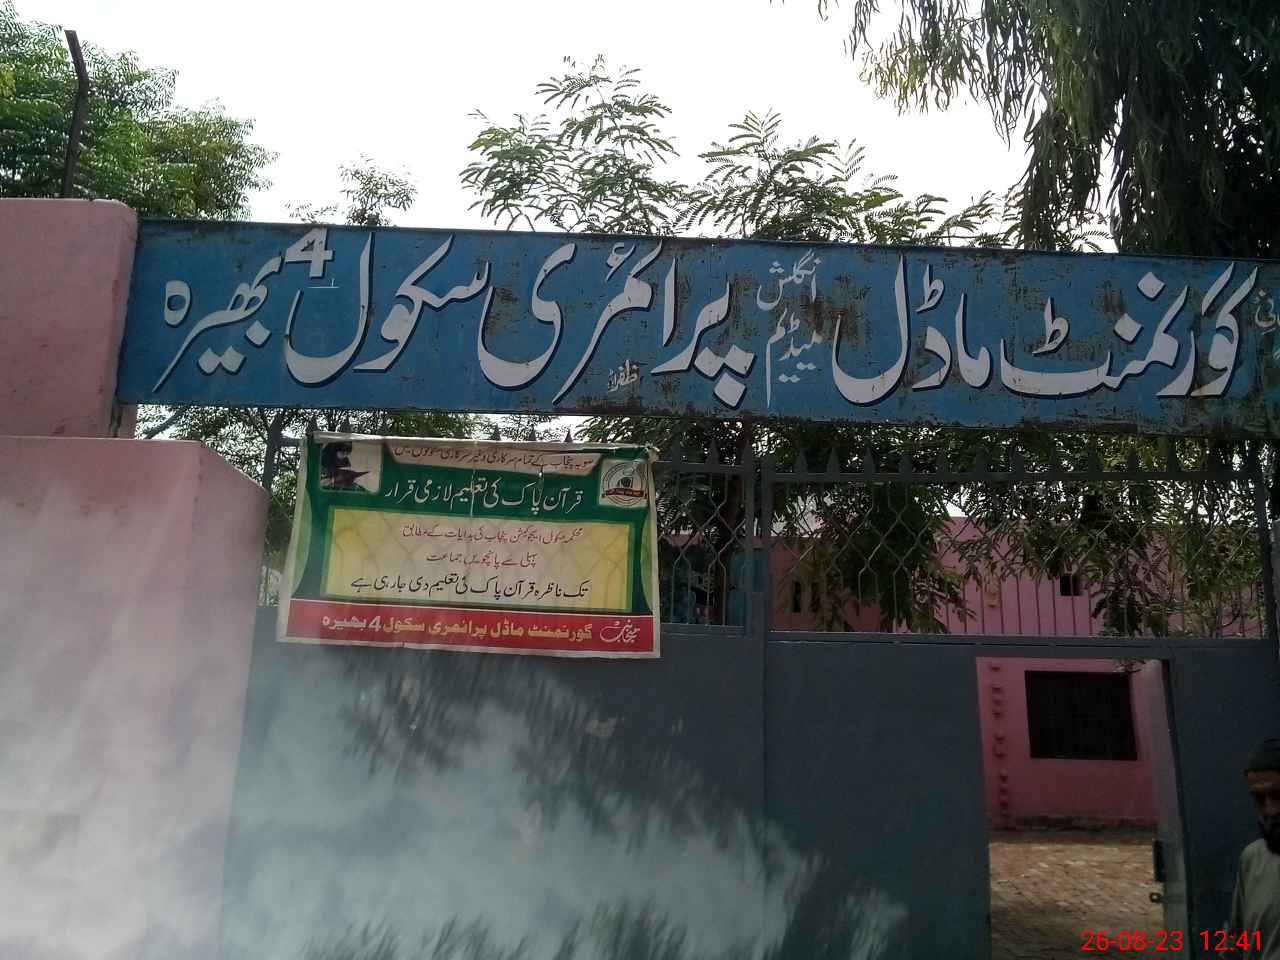 گورنمنٹ ماڈل انگلش میڈیم پرائمری سکول 4 بھیرہ
ظفر
صوبہ پنجاب کے تمام سرکاری وغیر سرکاری سکولوں میں
قرآن پاک کی تعلیم لازمی قرار
محکمہ سکول ایجوکیشن پنجاب کی ہدایات کے مطابق
پہلی سے پانچویں جماعت
تک ناظرہ قرآن پاک کی تعلیم دی جا رہی ہے
منجانب گورنمنٹ ماڈل پرائمری سکول 4 بھیرہ
26-08-23 12:41